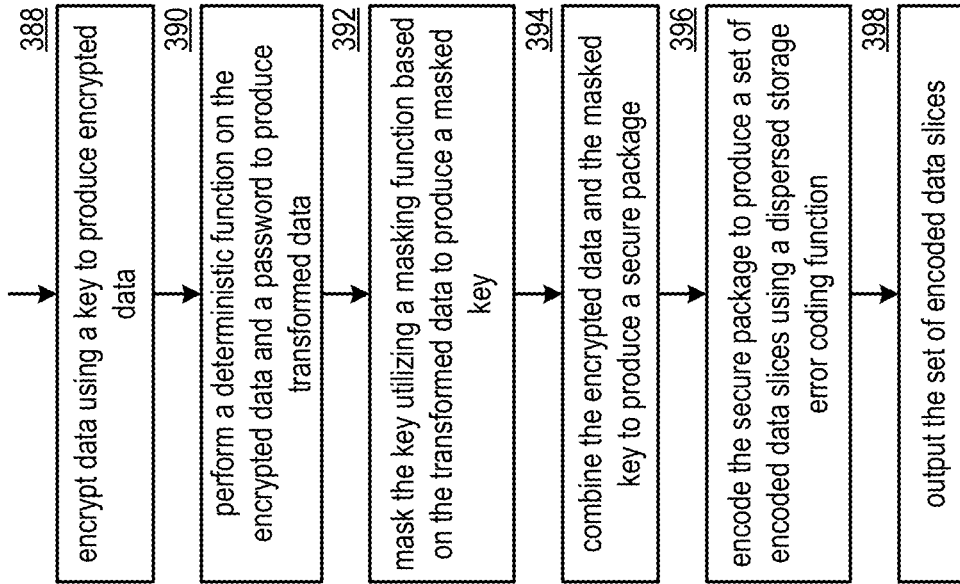 388
encrypt data using a key to produce encrypted
data
390
perform a deterministic function on the
encrypted data and a password to produce
transformed data
392
mask the key utilizing a masking function based
on the transformed data to produce a masked
key
394
combine the encrypted data and the masked
key to produce a secure package
396
encode the secure package to produce a set of
encoded data slices using a dispersed storage
error coding function
398
output the set of encoded data slices